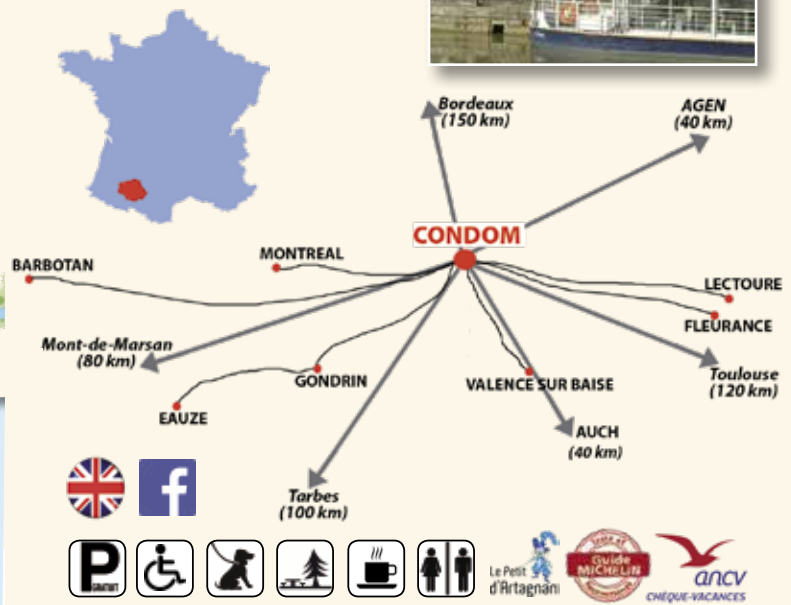 Bordeaux
(150 km)
AGEN
(40 km)
CONDOM
MONTREAL
BARBOTAN
LECTOURE
FLEURANCE
Mont-de-Marsan
(80 km)
GONDRIN
VALENCE SUR BAISE
Toulouse
(120 km)
EAUZE
AUCH
(40 km)
Tarbes
(100 km)
f
P
GRATUIT
Le Petit
d'Artagnan
Guide
MICHELIN
ancv
CHÈQUE-VACANCES